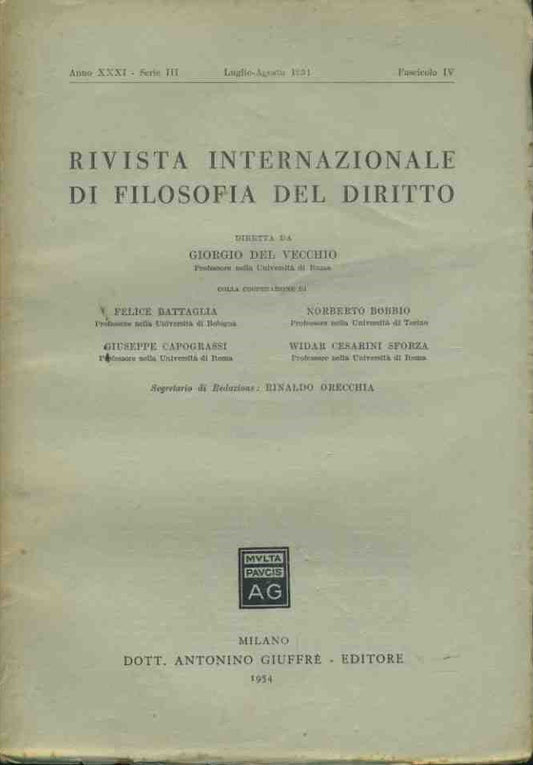 Anno XXXI - Serie III Luglio-Agosto 1954 Fascicolo IV
RIVISTA INTERNAZIONALE
DI FILOSOFIA DEL DIRITTO
DIRETTA DA
GIORGIO DEL VECCHIO
Professore nella Università di Roma
COLLA COOPERAZIONE DI
FELICE BATTAGLIA NORBERTO BOBBIO
Professore nella Università di Bologna Professore nella Università di Torino
GIUSEPPE CAPOGRASSI WIDAR CESARINI SFORZA
Professore nella Università di Roma Professore nella Università di Roma
Segretario di Redazione: RINALDO ORECCHIA
MVLTA
PAVCIS
AG
MILANO
DOTT. ANTONINO GIUFFRÈ - EDITORE
1954